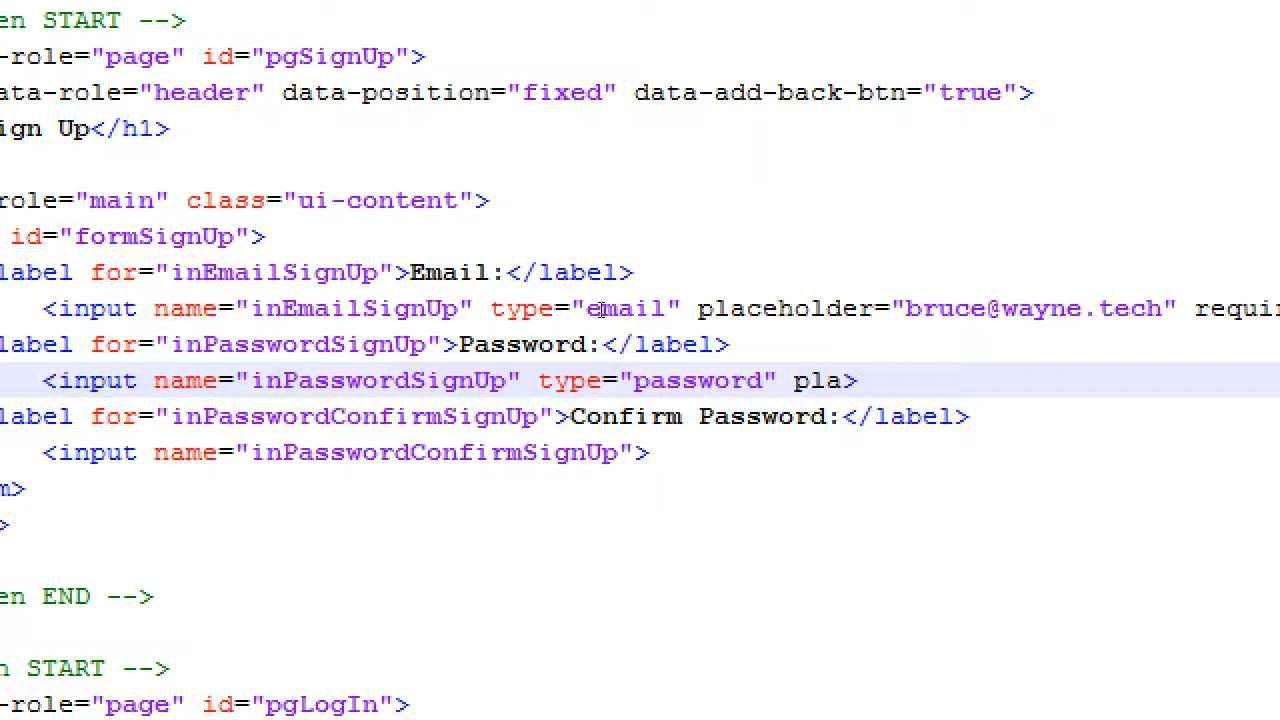 en START -->
-role="page" id="pgSignUp">
ata-role="header" data-position="fixed" data-add-back-btn="true">
ign Up</h1>
role="main" class="ui-content">
id="formSignUp">
label for="inEmailSignUp">Email:</label>
<input name="inEmailSignUp" type="email" placeholder="bruce@wayne.tech" requir
label for="inPasswordSignUp">Password:</label>
<input name="inPasswordSignUp" type="password" pla>
label for="inPasswordConfirmSignUp">Confirm Password:</label>
<input name="inPasswordConfirmSignUp">
m>
>
en END -->
n START -->
-role="page" id="pgLogIn">